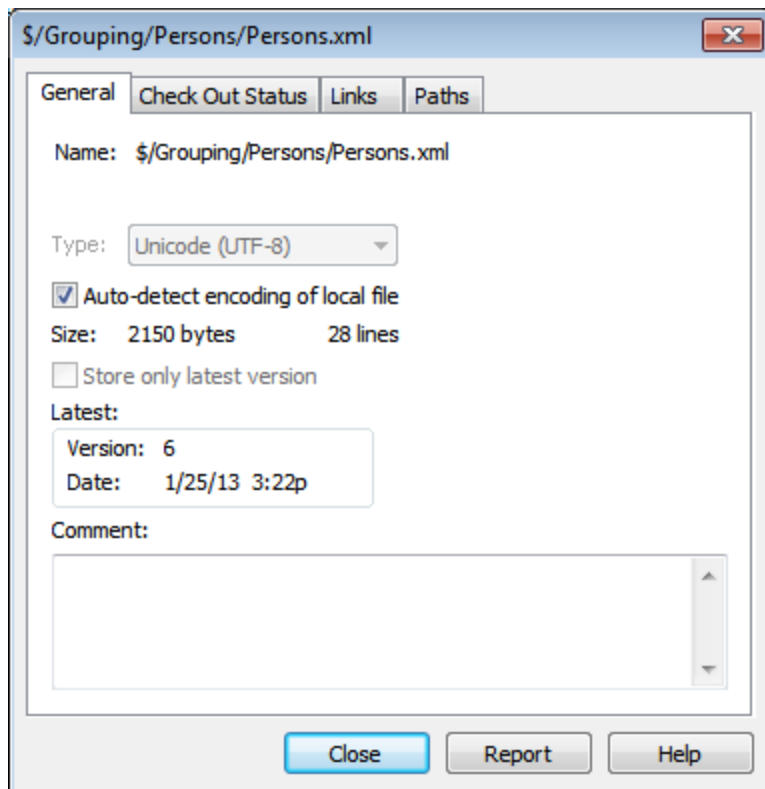 $/Grouping/Persons/Persons.xml
General Check Out Status Links Paths
Name: $/Grouping/Persons/Persons.xml
Type: Unicode (UTF-8)
Auto-detect encoding of local file
Size: 2150 bytes 28 lines
Store only latest version
Latest:
Version: 6
Date: 1/25/13 3:22p
Comment:
Close Report Help